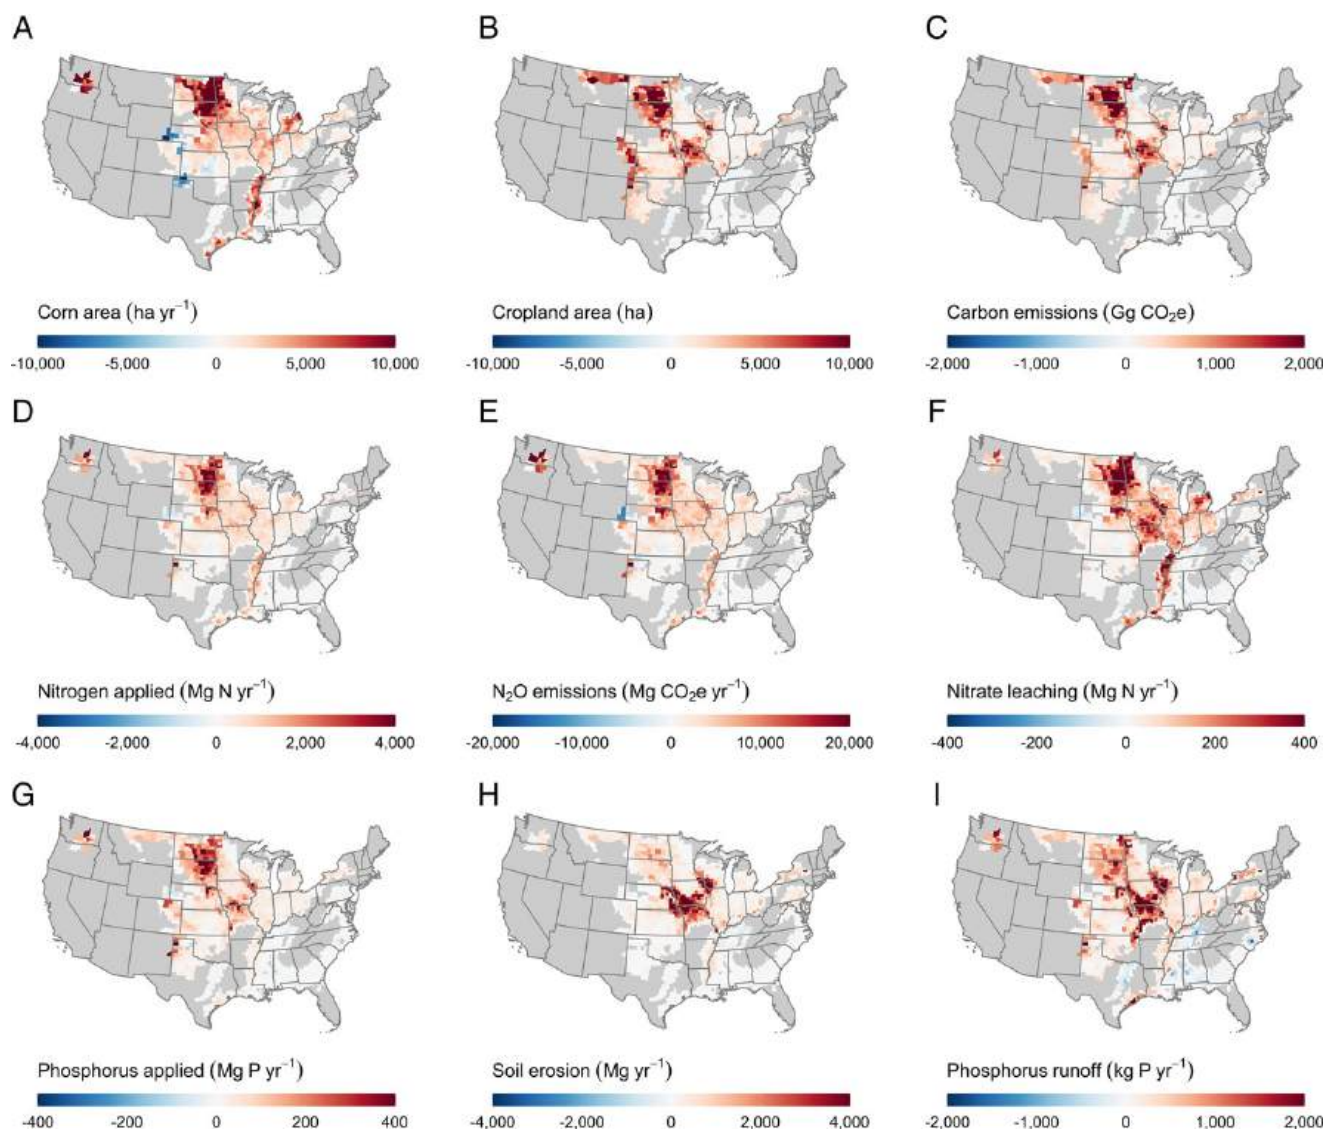 A
B
C
Corn area (ha yr⁻¹)
Cropland area (ha)
Carbon emissions (Gg CO₂e)
-10,000 -5,000 0 5,000 10,000
-10,000 -5,000 0 5,000 10,000
-2,000 -1,000 0 1,000 2,000
D
E
F
Nitrogen applied (Mg N yr⁻¹)
N₂O emissions (Mg CO₂e yr⁻¹)
Nitrate leaching (Mg N yr⁻¹)
-4,000 -2,000 0 2,000 4,000
-20,000 -10,000 0 10,000 20,000
-400 -200 0 200 400
G
H
I
Phosphorus applied (Mg P yr⁻¹)
Soil erosion (Mg yr⁻¹)
Phosphorus runoff (kg P yr⁻¹)
-400 -200 0 200 400
-4,000 -2,000 0 2,000 4,000
-2,000 -1,000 0 1,000 2,000